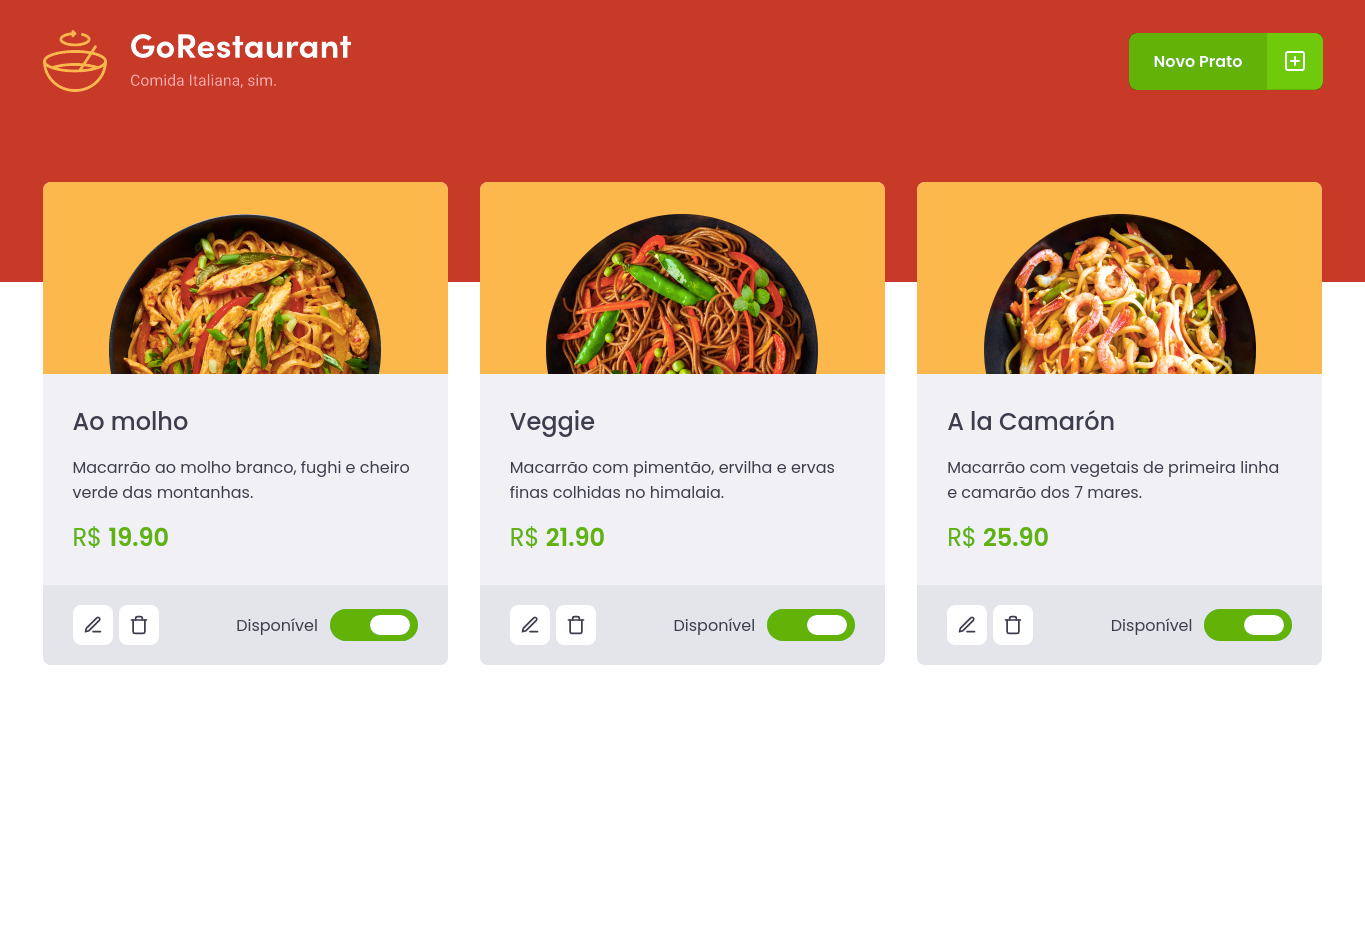 GoRestaurant
Comida Italiana, sim.
Novo Prato
Ao molho
Macarrão ao molho branco, fughi e cheiro
verde das montanhas.
R$ 19.90
Disponível
Veggie
Macarrão com pimentão, ervilha e ervas
finas colhidas no himalaia.
R$ 21.90
Disponível
A la Camarón
Macarrão com vegetais de primeira linha
e camarão dos 7 mares.
R$ 25.90
Disponível